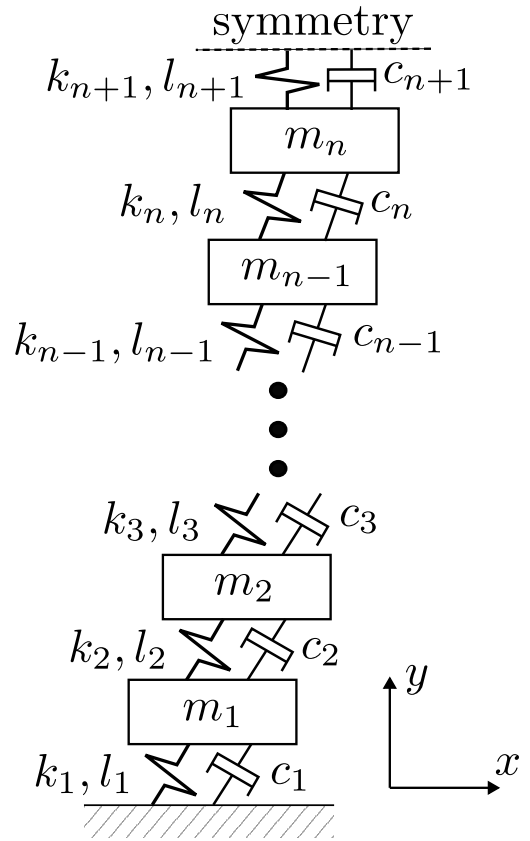 symmetry
k_{n+1}, l_{n+1} c_{n+1}
m_n
k_n, l_n c_n
m_{n-1}
k_{n-1}, l_{n-1} c_{n-1}
k_3, l_3 c_3
m_2
k_2, l_2 c_2
y
m_1
k_1, l_1 c_1
x